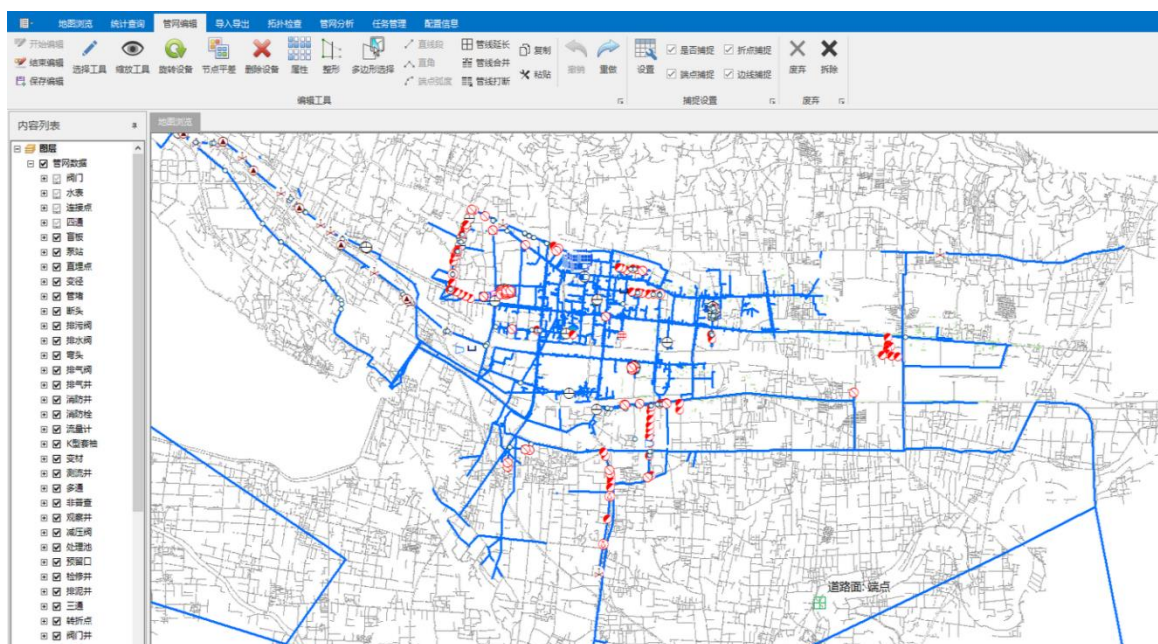 地图浏览 统计查询 管网编辑 导入导出 拓扑检查 管网分析 任务管理 配置信息
开始编辑
结束编辑
保存编辑
选择工具 缩放工具 旋转设备 节点平差 删除设备 属性 整形 多边形选择
直线段
直角
端点弧度
管线延长
管线合并
管线打断
复制
粘贴
撤销 重做
设置
是否捕捉 折点捕捉
端点捕捉 边线捕捉
废弃 拆除
编辑工具 捕捉设置 废弃
内容列表
地图浏览
图层
管网数据
阀门
水表
连接点
四通
盲板
泵站
直埋点
变径
管堵
断头
排污阀
排水阀
弯头
排气阀
排气井
消防井
消防栓
流量计
K型套袖
变材
测流井
多通
非普查
观察井
减压阀
处理池
预留口
检修井
排泥井
三通
转折点
阀门井
道路面: 端点